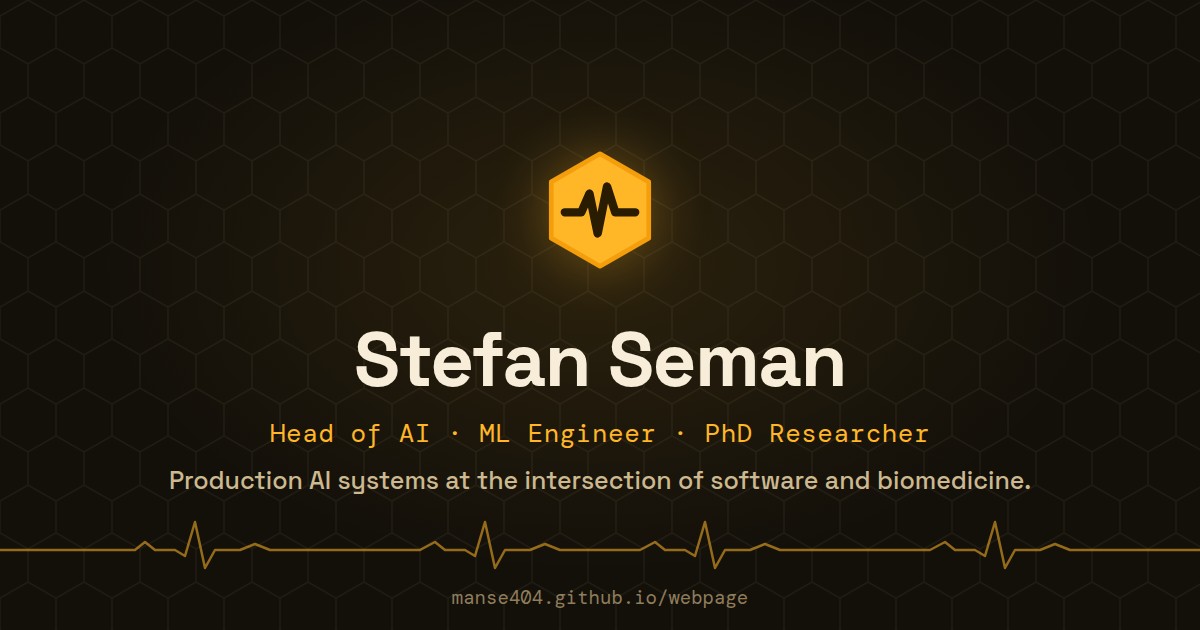 Stefan Seman
Head of AI · ML Engineer · PhD Researcher
Production AI systems at the intersection of software and biomedicine.
manse404.github.io/webpage